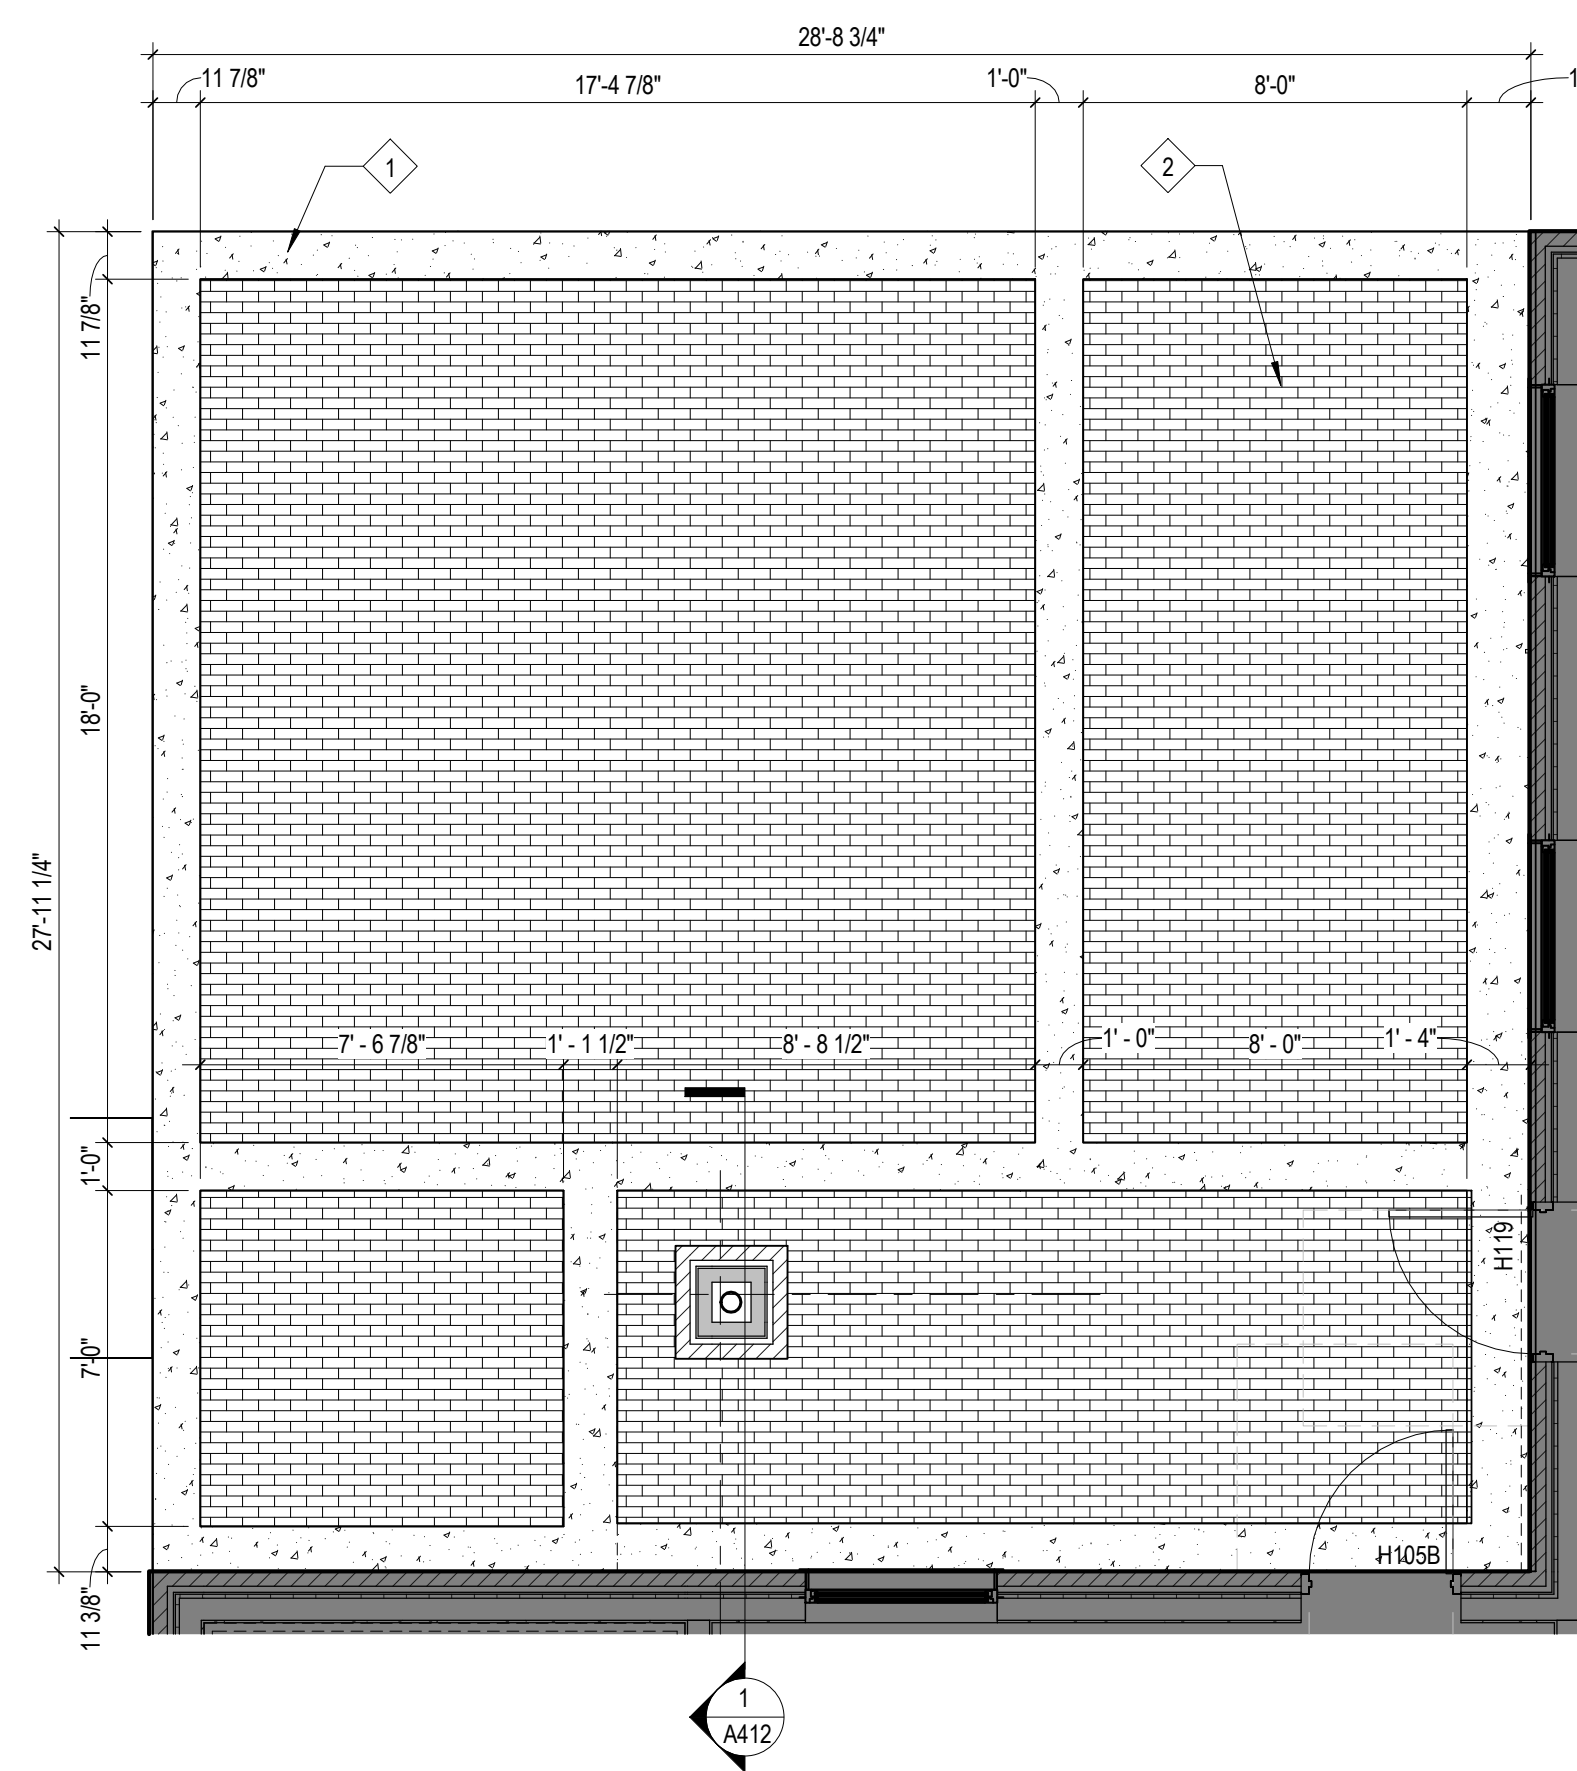 28'-8 3/4"
11 7/8"
17'-4 7/8"
1'-0"
8'-0"
1
1
2
11 7/8"
18'-0"
27'-11 1/4"
7' - 6 7/8"
1' - 1 1/2"
8' - 8 1/2"
1' - 0"
8' - 0"
1' - 4"
1'-0"
7'-0"
H119
H105B
11 3/8"
1
A412